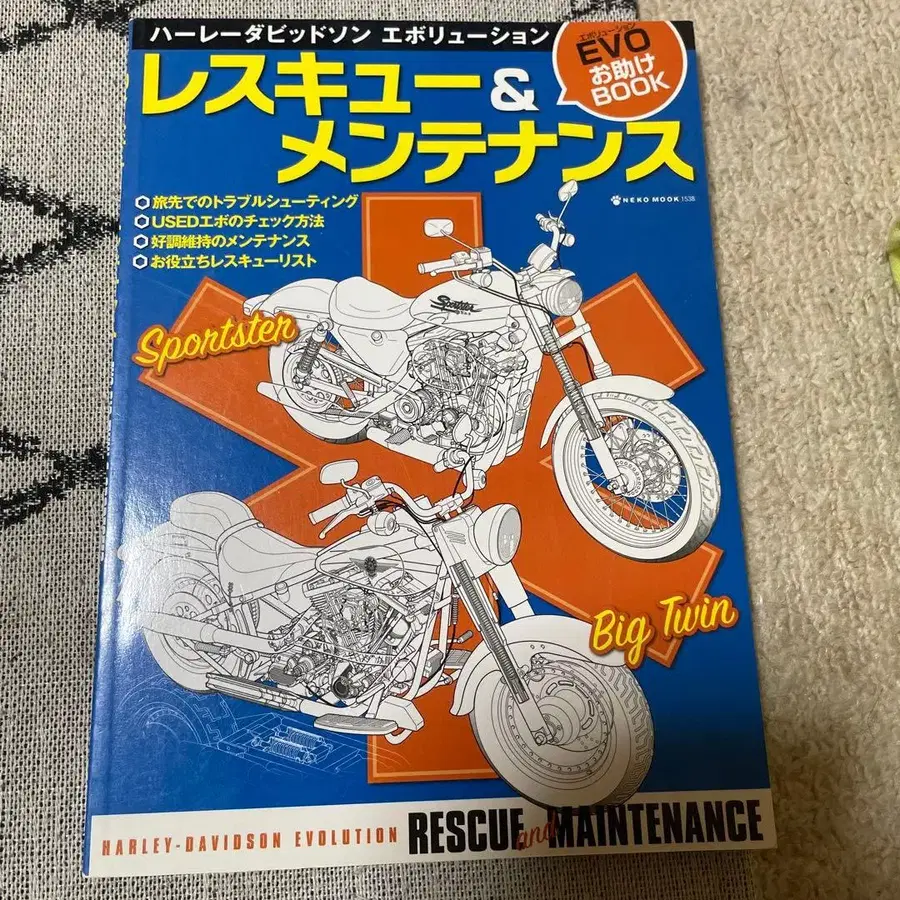 ハーレーダビッドソン エボリューション
エボリューション
EVO
お助け
BOOK
レスキュー&
メンテナンス
NEKO MOOK 1538
旅先でのトラブルシューティング
USEDエボのチェック方法
好調維持のメンテナンス
お役立ちレスキューリスト
Sportster
Sportster
Big Twin
HARLEY-DAVIDSON EVOLUTION RESCUE and MAINTENANCE